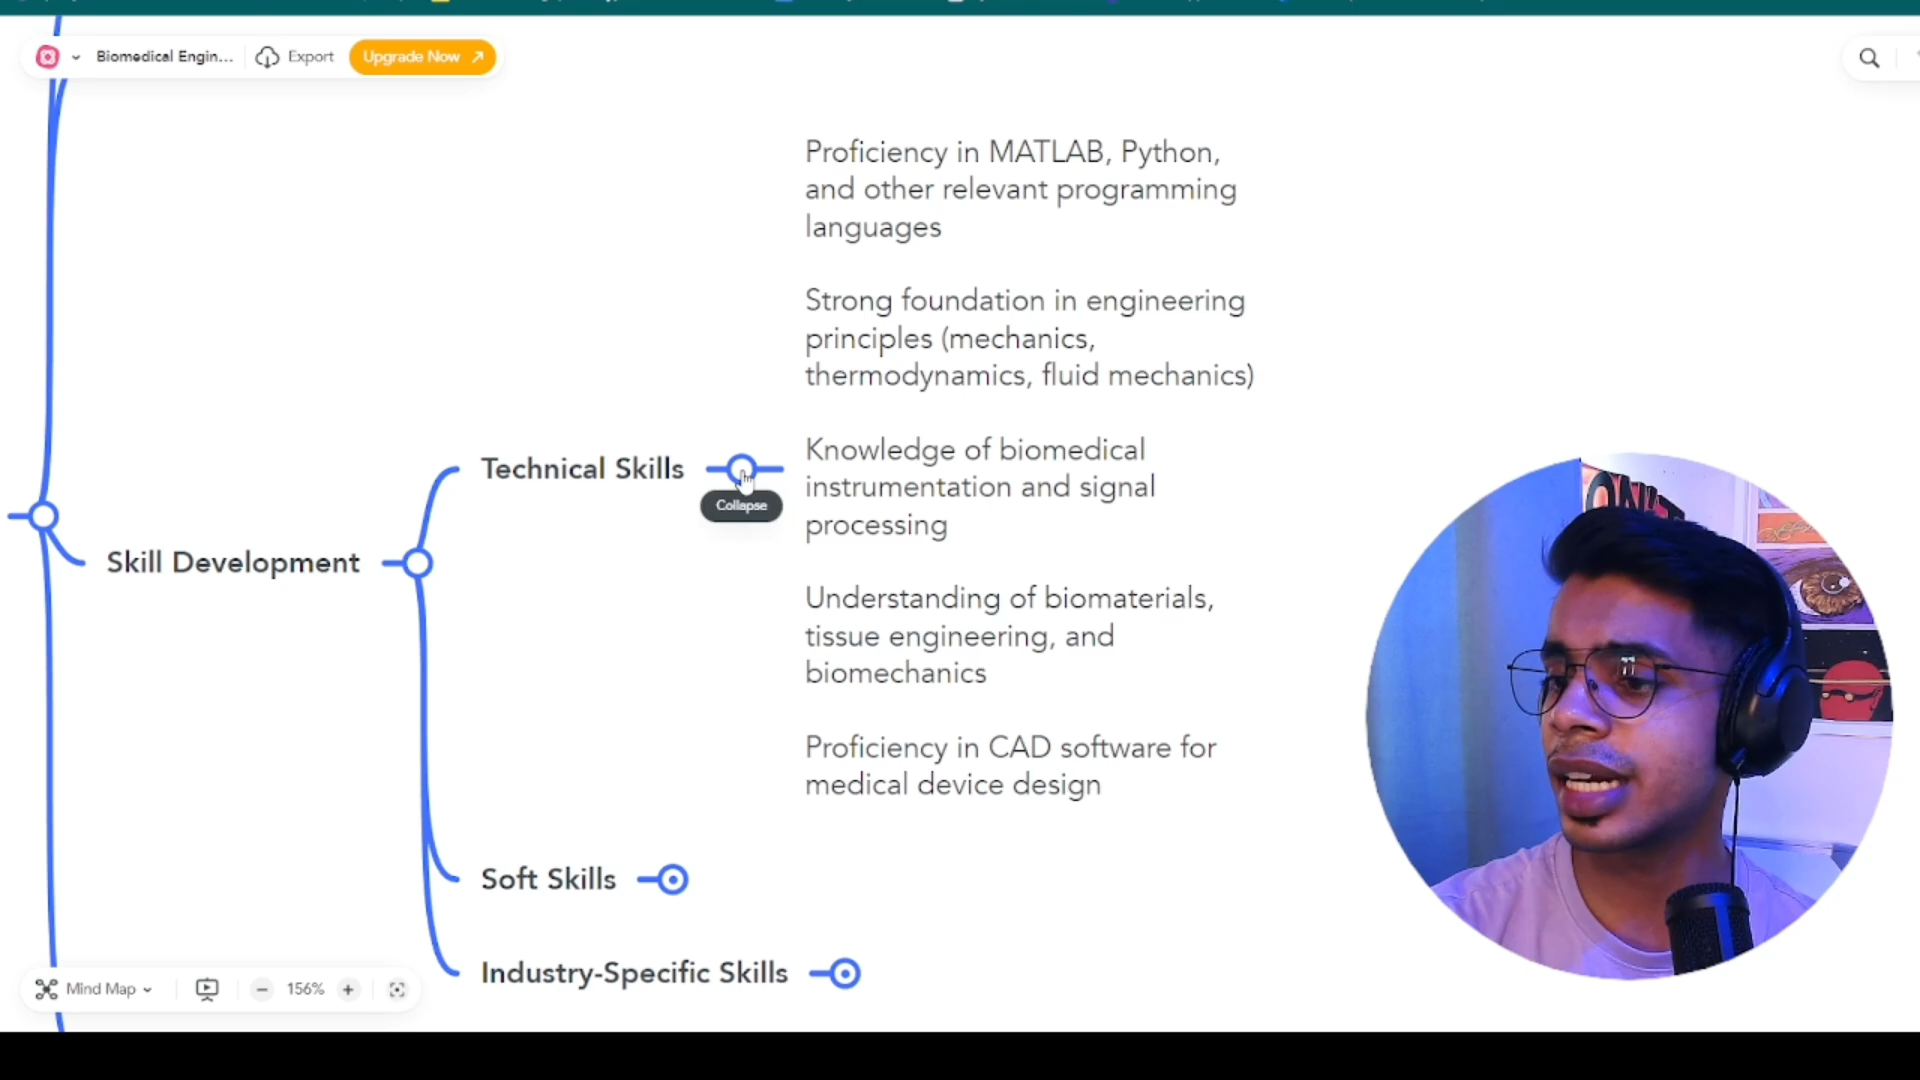 Biomedical Engin...
Export
Upgrade Now
Proficiency in MATLAB, Python,
and other relevant programming
languages
Strong foundation in engineering
principles (mechanics,
thermodynamics, fluid mechanics)
Technical Skills
Collapse
Knowledge of biomedical
instrumentation and signal
processing
Skill Development
Understanding of biomaterials,
tissue engineering, and
biomechanics
Proficiency in CAD software for
medical device design
Soft Skills
Industry-Specific Skills
Mind Map
156%